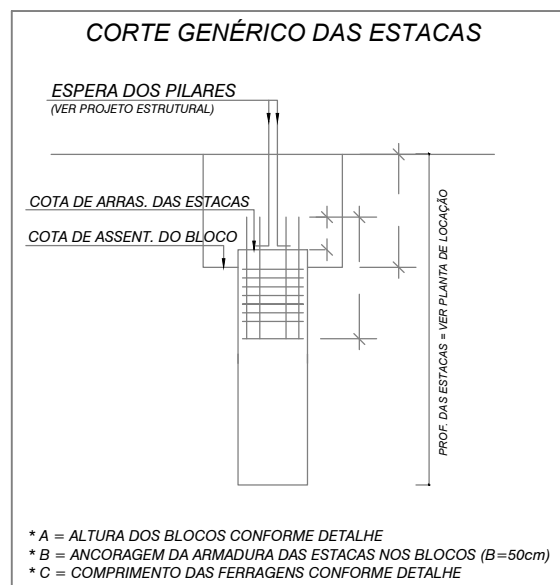 CORTE GENÉRICO DAS ESTACAS
ESPERA DOS PILARES
(VER PROJETO ESTRUTURAL)
COTA DE ARRAS. DAS ESTACAS
COTA DE ASSENT. DO BLOCO
PROF. DAS ESTACAS = VER PLANTA DE LOCAÇÃO
* A = ALTURA DOS BLOCOS CONFORME DETALHE
* B = ANCORAGEM DA ARMADURA DAS ESTACAS NOS BLOCOS (B=50cm)
* C = COMPRIMENTO DAS FERRAGENS CONFORME DETALHE